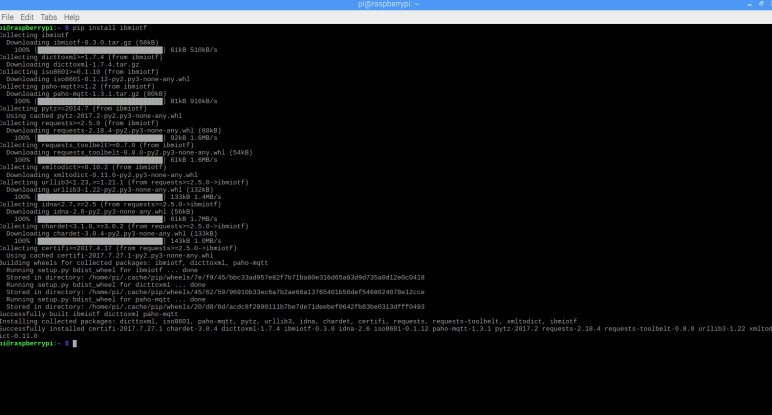 pi@raspberrypi: ~
File Edit Tabs Help
pi@raspberrypi:~ $ pip install ibmiotf
Collecting ibmiotf
Downloading ibmiotf-0.3.0.tar.gz (58kB)
100% | | 61kB 510kB/s
Collecting dicttoxml>=1.7.4 (from ibmiotf)
Downloading dicttoxml-1.7.4.tar.gz
Collecting iso8601>=0.1.10 (from ibmiotf)
Downloading iso8601-0.1.12-py2.py3-none-any.whl
Collecting paho-mqtt>=1.2 (from ibmiotf)
Downloading paho-mqtt-1.3.1.tar.gz (80kB)
100% | | 81kB 916kB/s
Collecting pytz>=2014.7 (from ibmiotf)
Using cached pytz-2017.2-py2.py3-none-any.whl
Collecting requests>=2.5.0 (from ibmiotf)
Downloading requests-2.18.4-py2.py3-none-any.whl (88kB)
100% | | 92kB 1.6MB/s
Collecting requests_toolbelt>=0.7.0 (from ibmiotf)
Downloading requests_toolbelt-0.8.0-py2.py3-none-any.whl (54kB)
100% | | 61kB 1.6MB/s
Collecting xmltodict>=0.10.2 (from ibmiotf)
Downloading xmltodict-0.11.0-py2.py3-none-any.whl
Collecting urllib3<1.23,>=1.21.1 (from requests>=2.5.0->ibmiotf)
Downloading urllib3-1.22-py2.py3-none-any.whl (132kB)
100% | | 133kB 1.4MB/s
Collecting idna<2.7,>=2.5 (from requests>=2.5.0->ibmiotf)
Downloading idna-2.6-py2.py3-none-any.whl (56kB)
100% | | 61kB 1.7MB/s
Collecting chardet<3.1.0,>=3.0.2 (from requests>=2.5.0->ibmiotf)
Downloading chardet-3.0.4-py2.py3-none-any.whl (133kB)
100% | | 143kB 1.0MB/s
Collecting certifi>=2017.4.17 (from requests>=2.5.0->ibmiotf)
Using cached certifi-2017.7.27.1-py2.py3-none-any.whl
Building wheels for collected packages: ibmiotf, dicttoxml, paho-mqtt
Running setup.py bdist_wheel for ibmiotf ... done
Stored in directory: /home/pi/.cache/pip/wheels/7e/f9/45/bbc33ad957e82f7b71ba00e316d65a83d9d735a0d12e0c0410
Running setup.py bdist_wheel for dicttoxml ... done
Stored in directory: /home/pi/.cache/pip/wheels/45/62/59/96910b33ec6a7b2ae86a13765401b50def5468024078e12cce
Running setup.py bdist_wheel for paho-mqtt ... done
Stored in directory: /home/pi/.cache/pip/wheels/20/d0/0d/acdc8f2890111b7be7de71deebef0642fb63be0313dfff0493
Successfully built ibmiotf dicttoxml paho-mqtt
Installing collected packages: dicttoxml, iso8601, paho-mqtt, pytz, urllib3, idna, chardet, certifi, requests, requests-toolbelt, xmltodict, ibmiotf
Successfully installed certifi-2017.7.27.1 chardet-3.0.4 dicttoxml-1.7.4 ibmiotf-0.3.0 idna-2.6 iso8601-0.1.12 paho-mqtt-1.3.1 pytz-2017.2 requests-2.18.4 requests-toolbelt-0.8.0 urllib3-1.22 xmltod
ict-0.11.0
pi@raspberrypi:~ $